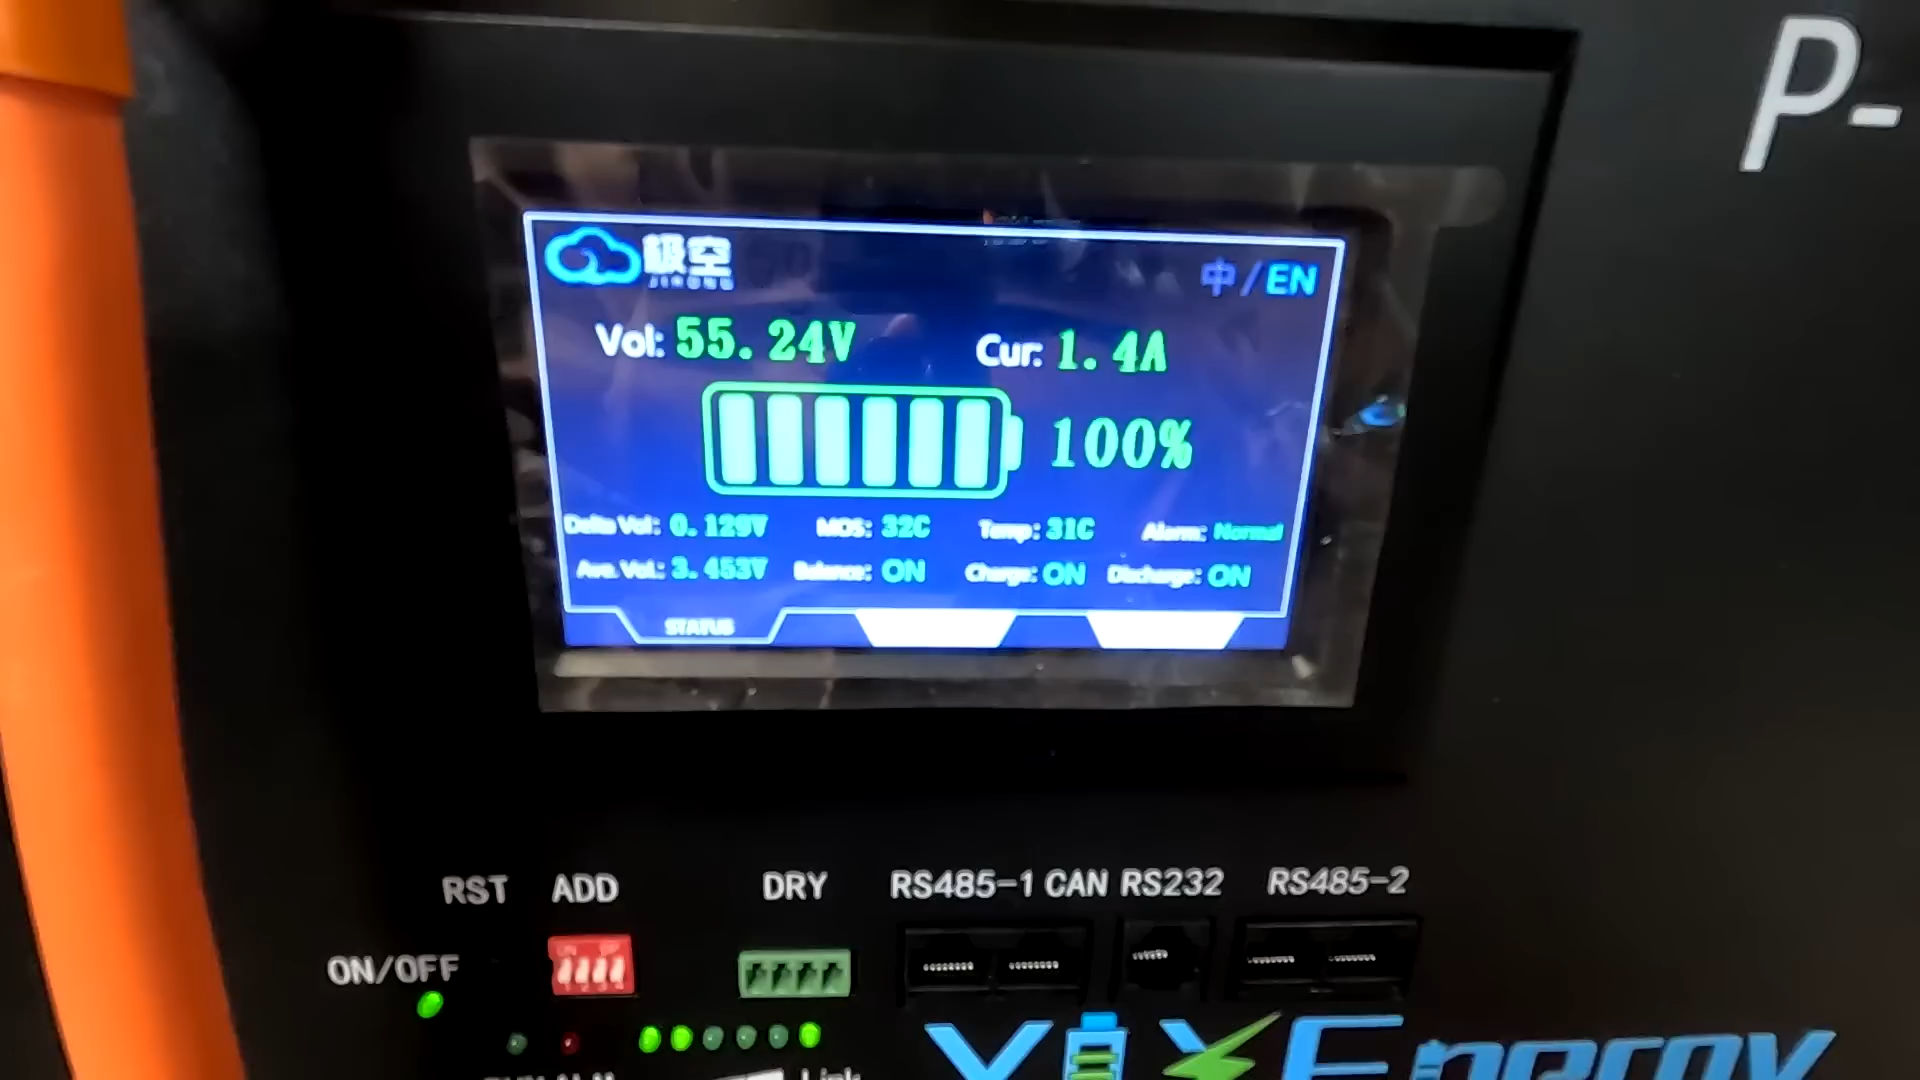 P-
极空
JIKONG
中/EN
Vol: 55.24V
Cur: 1.4A
100%
Delta Vol: 0.129V
MOS: 32C
Temp: 31C
Alarm: Normal
Ave. Vol.: 3.453V
Balance: ON
Charge: ON
Discharge: ON
STATUS
RST
ADD
DRY
RS485-1
CAN
RS232
RS485-2
ON/OFF
YIXEnergy
Link